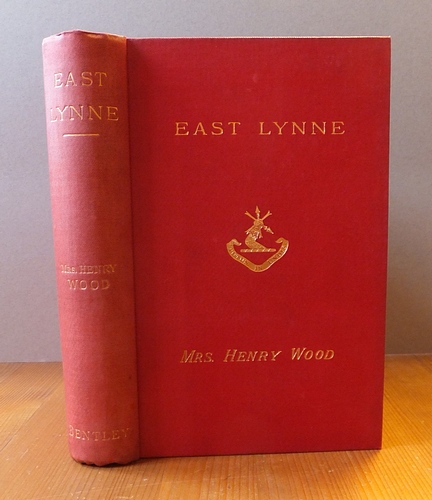 EAST
LYNNE
Mrs. HENRY
WOOD
BENTLEY
EAST LYNNE
MRS. HENRY WOOD